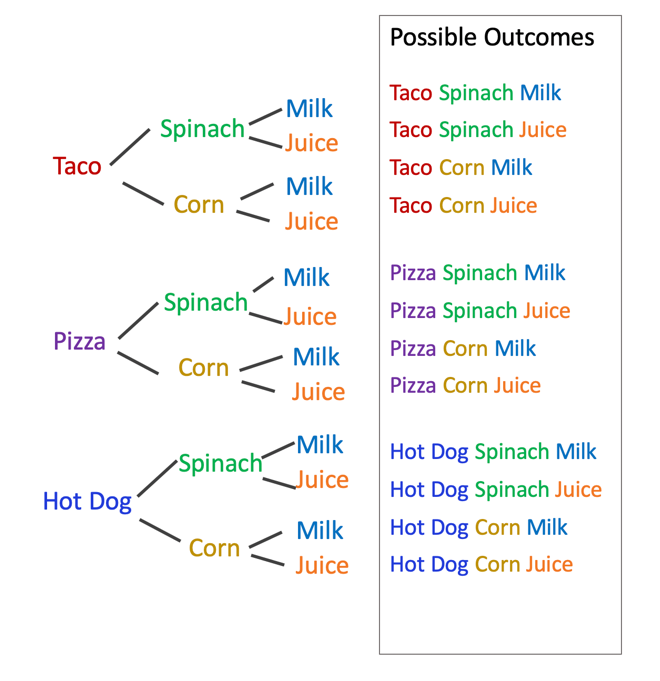 Possible Outcomes
Taco
Spinach
Milk
Juice
Corn
Milk
Juice
Taco Spinach Milk
Taco Spinach Juice
Taco Corn Milk
Taco Corn Juice
Pizza
Spinach
Milk
Juice
Corn
Milk
Juice
Pizza Spinach Milk
Pizza Spinach Juice
Pizza Corn Milk
Pizza Corn Juice
Hot Dog
Spinach
Milk
Juice
Corn
Milk
Juice
Hot Dog Spinach Milk
Hot Dog Spinach Juice
Hot Dog Corn Milk
Hot Dog Corn Juice